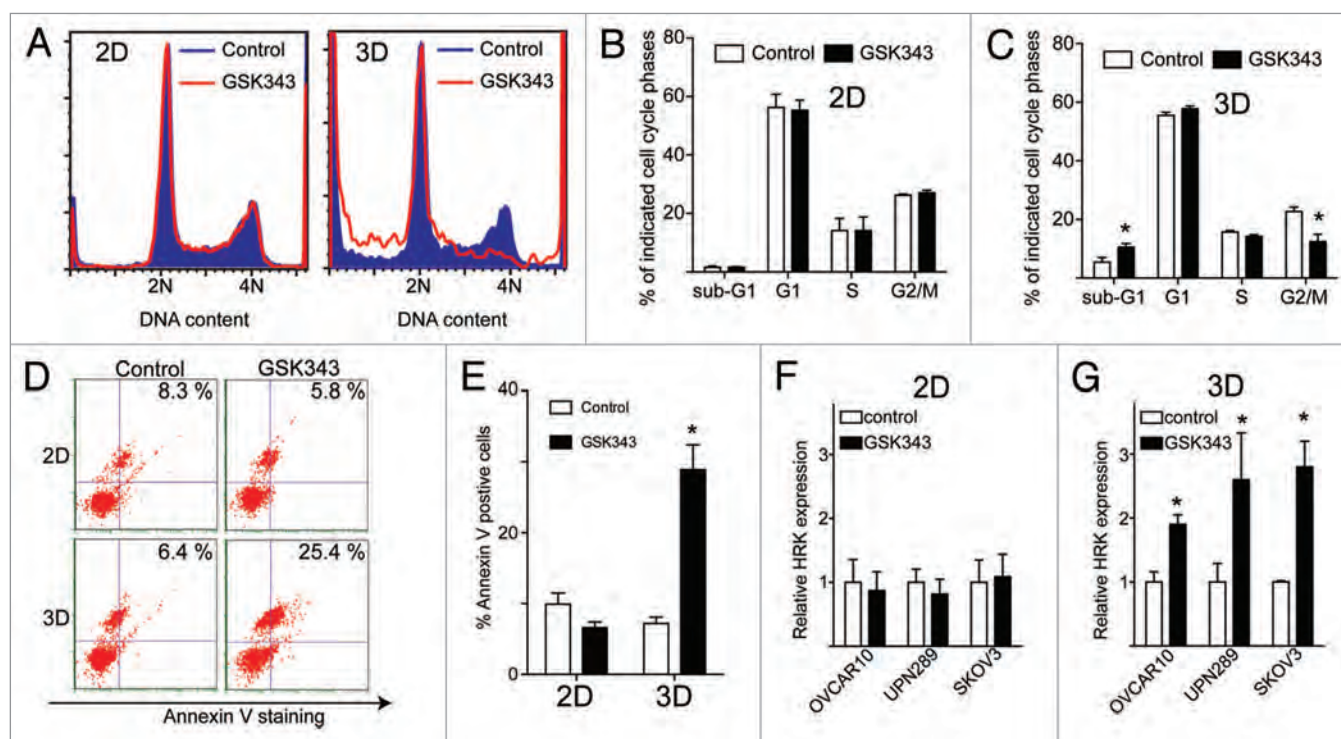 A
2D
Control
GSK343
2N
4N
DNA content
3D
Control
GSK343
2N
4N
DNA content
B
% of indicated cell cycle phases
80
60
40
20
Control
GSK343
2D
sub-G1
G1
S
G2/M
C
% of indicated cell cycle phases
80
60
40
20
Control
GSK343
3D
*
*
sub-G1
G1
S
G2/M
D
Control
GSK343
2D
8.3 %
5.8 %
3D
6.4 %
25.4 %
Annexin V staining
E
% Annexin V postive cells
40
20
0
Control
GSK343
*
2D
3D
F
2D
Relative HRK expression
3
2
1
control
GSK343
OVCAR10
UPN289
SKOV3
G
3D
Relative HRK expression
3
2
1
control
GSK343
*
*
*
OVCAR10
UPN289
SKOV3